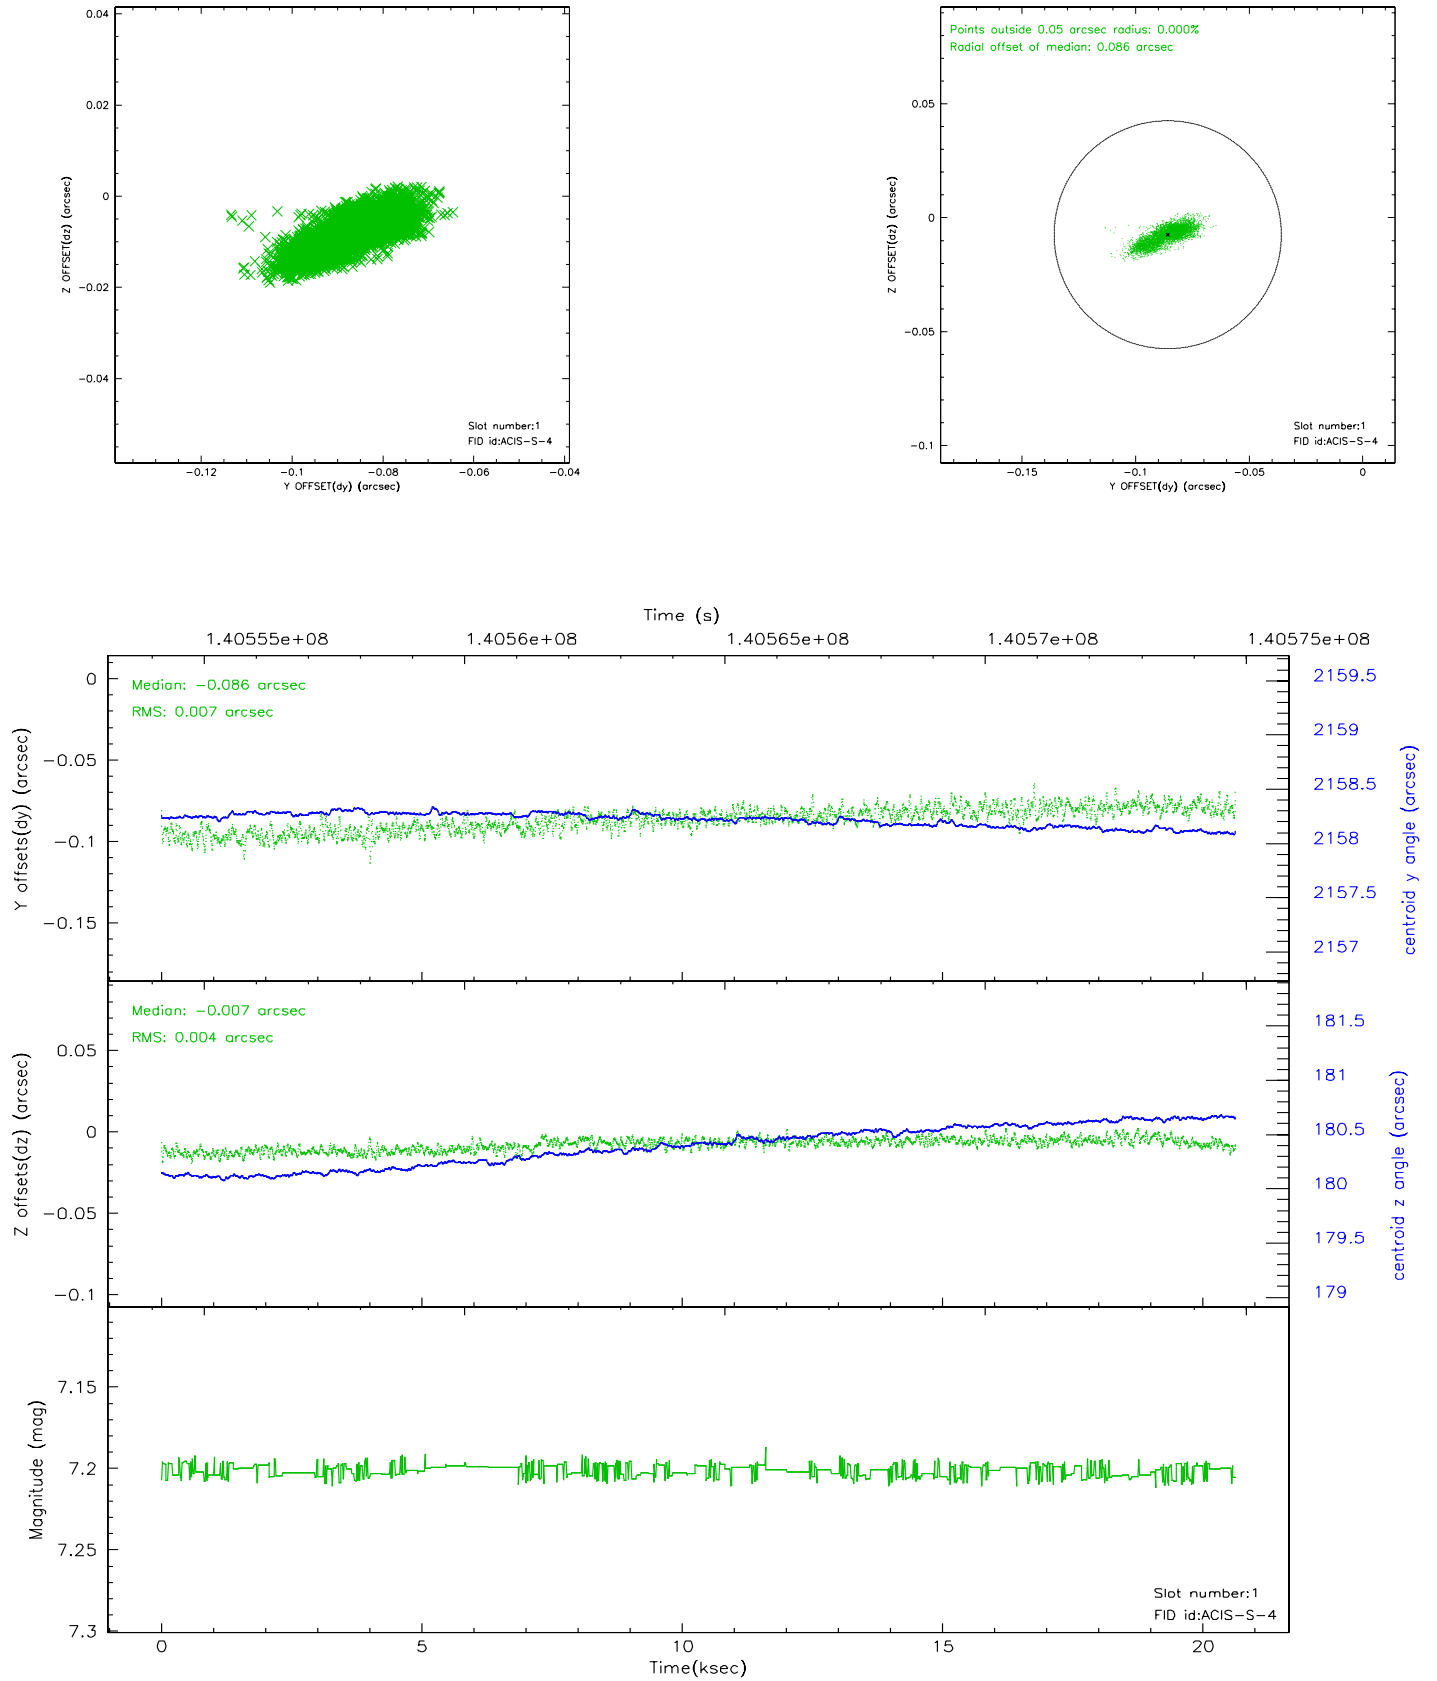 0.04
0.02
0
−0.02
−0.04
Z OFFSET(dz) (arcsec)
Slot number:1
FID id:ACIS−S−4
−0.12 −0.1 −0.08 −0.06 −0.04
Y OFFSET(dy) (arcsec)
Points outside 0.05 arcsec radius: 0.000%
Radial offset of median: 0.086 arcsec
0.05
0
−0.05
−0.1
Z OFFSET(dz) (arcsec)
Slot number:1
FID id:ACIS−S−4
−0.15 −0.1 −0.05 0
Y OFFSET(dy) (arcsec)
Time (s)
1.40555e+08 1.4056e+08 1.40565e+08 1.4057e+08 1.40575e+08
Median: −0.086 arcsec
RMS: 0.007 arcsec
0
−0.05
−0.1
−0.15
Y offsets(dy) (arcsec)
2159.5
2159
2158.5
2158
2157.5
2157
centroid y angle (arcsec)
Median: −0.007 arcsec
RMS: 0.004 arcsec
0.05
0
−0.05
−0.1
Z offsets(dz) (arcsec)
181.5
181
180.5
180
179.5
179
centroid z angle (arcsec)
7.15
7.2
7.25
7.3
Magnitude (mag)
Slot number:1
FID id:ACIS−S−4
0 5 10 15 20
Time(ksec)